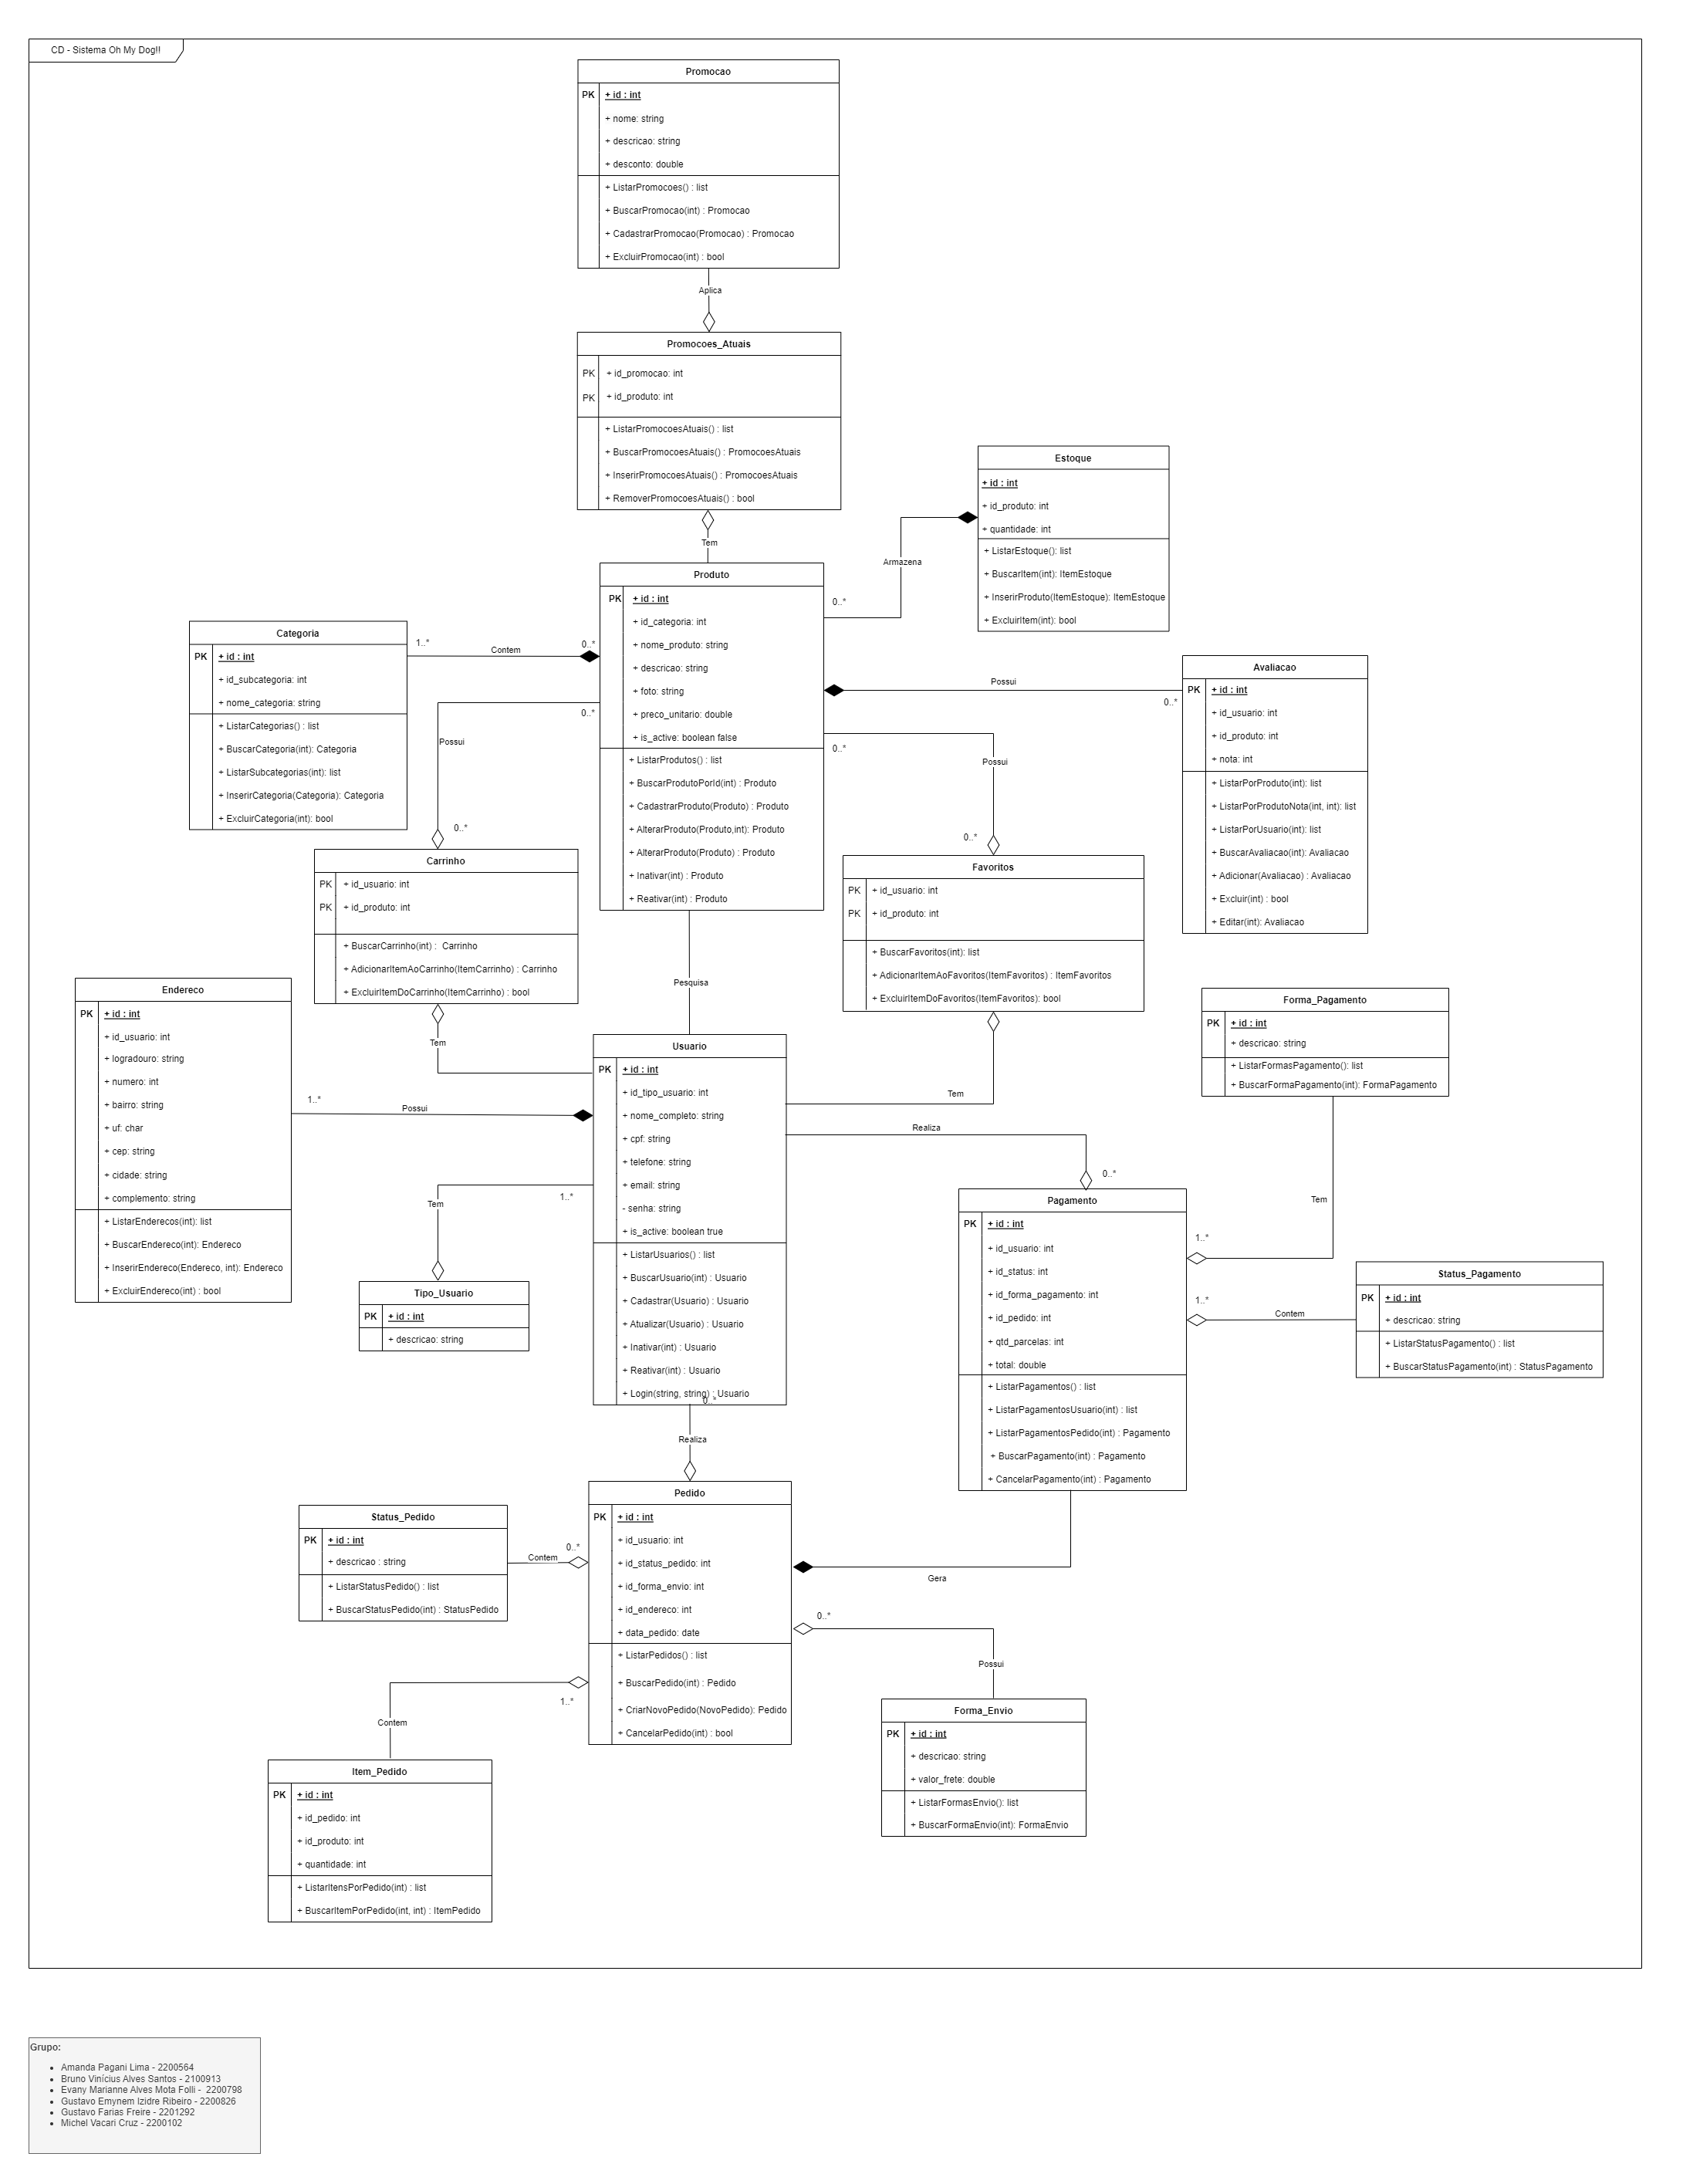 CD - Sistema Oh My Dog!!
Promocao
PK + id : int
+ nome: string
+ descricao: string
+ desconto: double
+ ListarPromocoes() : list
+ BuscarPromocao(int) : Promocao
+ CadastrarPromocao(Promocao) : Promocao
+ ExcluirPromocao(int) : bool
Aplica
Promocoes_Atuais
PK + id_promocao: int
PK + id_produto: int
+ ListarPromocoesAtuais() : list
+ BuscarPromocoesAtuais() : PromocoesAtuais
+ InserirPromocoesAtuais() : PromocoesAtuais
+ RemoverPromocoesAtuais() : bool
Tem
Estoque
+ id : int
+ id_produto: int
+ quantidade: int
+ ListarEstoque(): list
+ BuscarItem(int): ItemEstoque
+ InserirProduto(ItemEstoque): ItemEstoque
+ ExcluirItem(int): bool
Armazena
0..*
Produto
PK + id : int
+ id_categoria: int
+ nome_produto: string
+ descricao: string
+ foto: string
+ preco_unitario: double
+ is_active: boolean false
+ ListarProdutos() : list
+ BuscarProdutoPorId(int) : Produto
+ CadastrarProduto(Produto) : Produto
+ AlterarProduto(Produto,int): Produto
+ AlterarProduto(Produto) : Produto
+ Inativar(int) : Produto
+ Reativar(int) : Produto
Categoria
PK + id : int
+ id_subcategoria: int
+ nome_categoria: string
+ ListarCategorias() : list
+ BuscarCategoria(int): Categoria
+ ListarSubcategorias(int): list
+ InserirCategoria(Categoria): Categoria
+ ExcluirCategoria(int): bool
1..*
Contem
0..*
0..*
Possui
0..*
Possui
0..*
0..*
Possui
0..*
Avaliacao
PK + id : int
+ id_usuario: int
+ id_produto: int
+ nota: int
+ ListarPorProduto(int): list
+ ListarPorProdutoNota(int, int): list
+ ListarPorUsuario(int): list
+ BuscarAvaliacao(int): Avaliacao
+ Adicionar(Avaliacao) : Avaliacao
+ Excluir(int) : bool
+ Editar(int): Avaliacao
Carrinho
PK + id_usuario: int
PK + id_produto: int
+ BuscarCarrinho(int) : Carrinho
+ AdicionarItemAoCarrinho(ItemCarrinho) : Carrinho
+ ExcluirItemDoCarrinho(ItemCarrinho) : bool
Favoritos
PK + id_usuario: int
PK + id_produto: int
+ BuscarFavoritos(int): list
+ AdicionarItemAoFavoritos(ItemFavoritos) : ItemFavoritos
+ ExcluirItemDoFavoritos(ItemFavoritos): bool
Pesquisa
Tem
Tem
Endereco
PK + id : int
+ id_usuario: int
+ logradouro: string
+ numero: int
+ bairro: string
+ uf: char
+ cep: string
+ cidade: string
+ complemento: string
+ ListarEnderecos(int): list
+ BuscarEndereco(int): Endereco
+ InserirEndereco(Endereco, int): Endereco
+ ExcluirEndereco(int) : bool
1..*
Possui
Usuario
PK + id : int
+ id_tipo_usuario: int
+ nome_completo: string
+ cpf: string
+ telefone: string
+ email: string
- senha: string
+ is_active: boolean true
+ ListarUsuarios() : list
+ BuscarUsuario(int) : Usuario
+ Cadastrar(Usuario) : Usuario
+ Atualizar(Usuario) : Usuario
+ Inativar(int) : Usuario
+ Reativar(int) : Usuario
+ Login(string, string) : Usuario
0..*
1..*
Tem
Tipo_Usuario
PK + id : int
+ descricao: string
Realiza
0..*
Forma_Pagamento
PK + id : int
+ descricao: string
+ ListarFormasPagamento(): list
+ BuscarFormaPagamento(int): FormaPagamento
Tem
1..*
Pagamento
PK + id : int
+ id_usuario: int
+ id_status: int
+ id_forma_pagamento: int
+ id_pedido: int
+ qtd_parcelas: int
+ total: double
+ ListarPagamentos() : list
+ ListarPagamentosUsuario(int) : list
+ ListarPagamentosPedido(int) : Pagamento
+ BuscarPagamento(int) : Pagamento
+ CancelarPagamento(int) : Pagamento
1..*
Contem
Status_Pagamento
PK + id : int
+ descricao: string
+ ListarStatusPagamento() : list
+ BuscarStatusPagamento(int) : StatusPagamento
Realiza
Pedido
PK + id : int
+ id_usuario: int
+ id_status_pedido: int
+ id_forma_envio: int
+ id_endereco: int
+ data_pedido: date
+ ListarPedidos() : list
+ BuscarPedido(int) : Pedido
+ CriarNovoPedido(NovoPedido): Pedido
+ CancelarPedido(int) : bool
Status_Pedido
PK + id : int
+ descricao : string
+ ListarStatusPedido() : list
+ BuscarStatusPedido(int) : StatusPedido
Contem
0..*
Gera
0..*
Possui
1..*
Contem
Forma_Envio
PK + id : int
+ descricao: string
+ valor_frete: double
+ ListarFormasEnvio(): list
+ BuscarFormaEnvio(int): FormaEnvio
Item_Pedido
PK + id : int
+ id_pedido: int
+ id_produto: int
+ quantidade: int
+ ListarItensPorPedido(int) : list
+ BuscarItemPorPedido(int, int) : ItemPedido
Grupo:
• Amanda Pagani Lima - 2200564
• Bruno Vinícius Alves Santos - 2100913
• Evany Marianne Alves Mota Folli - 2200798
• Gustavo Emynem Izidre Ribeiro - 2200826
• Gustavo Farias Freire - 2201292
• Michel Vacari Cruz - 2200102